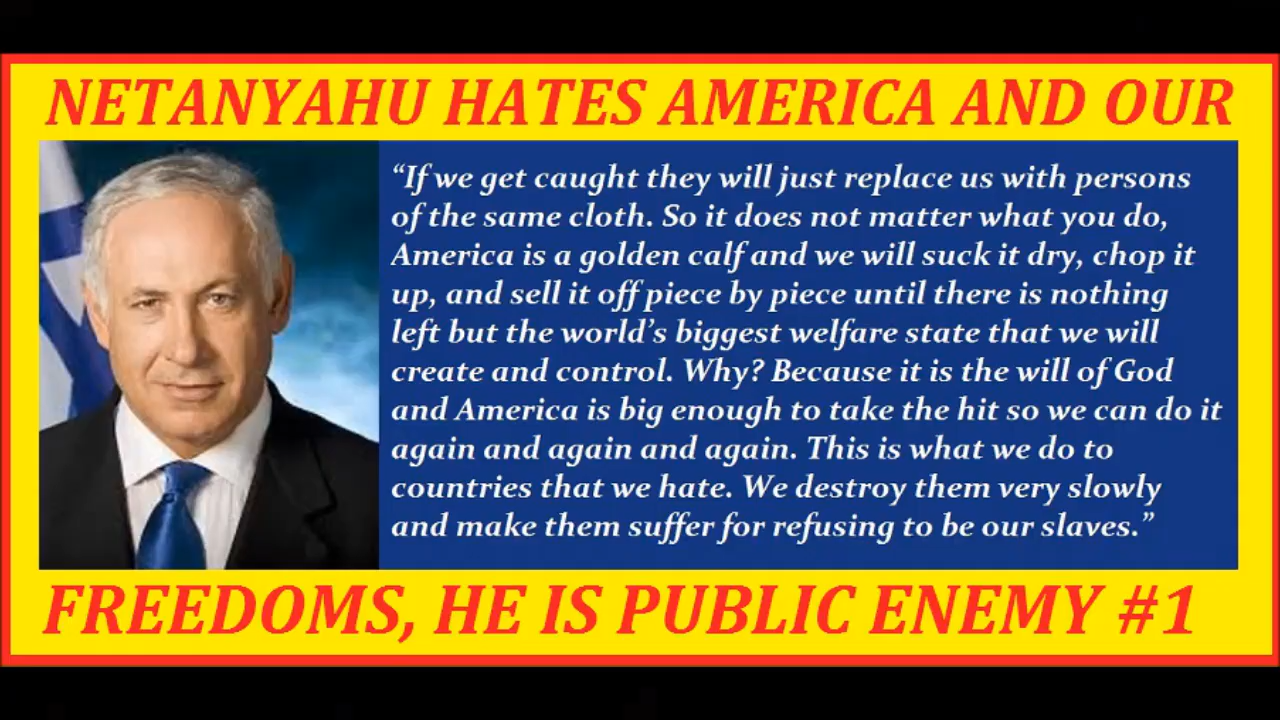 NETANYAHU HATES AMERICA AND OUR
“If we get caught they will just replace us with persons
of the same cloth. So it does not matter what you do,
America is a golden calf and we will suck it dry, chop it
up, and sell it off piece by piece until there is nothing
left but the world’s biggest welfare state that we will
create and control. Why? Because it is the will of God
and America is big enough to take the hit so we can do it
again and again and again. This is what we do to
countries that we hate. We destroy them very slowly
and make them suffer for refusing to be our slaves.”
FREEDOMS, HE IS PUBLIC ENEMY #1